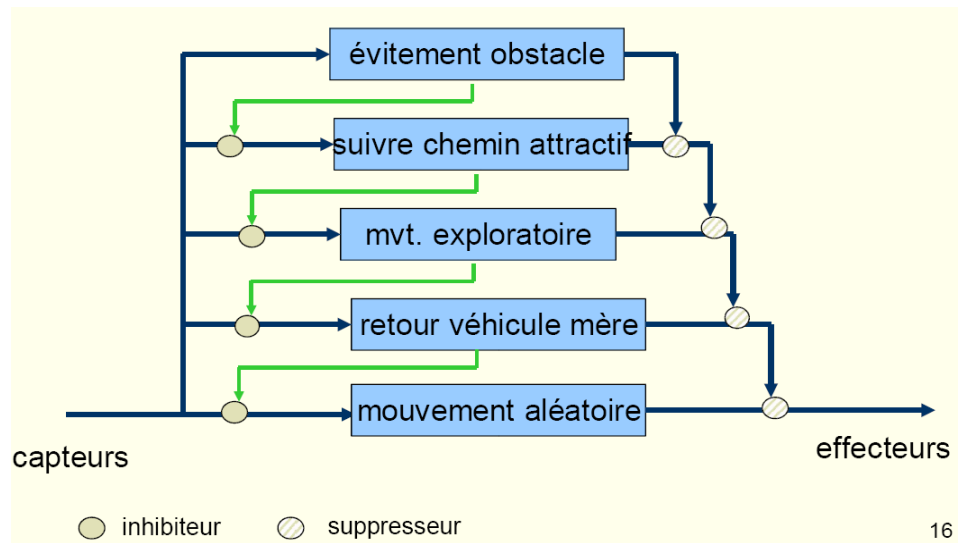 évitement obstacle
suivre chemin attractif
mvt. exploratoire
retour véhicule mère
mouvement aléatoire
capteurs
effecteurs
inhibiteur
suppresseur
16